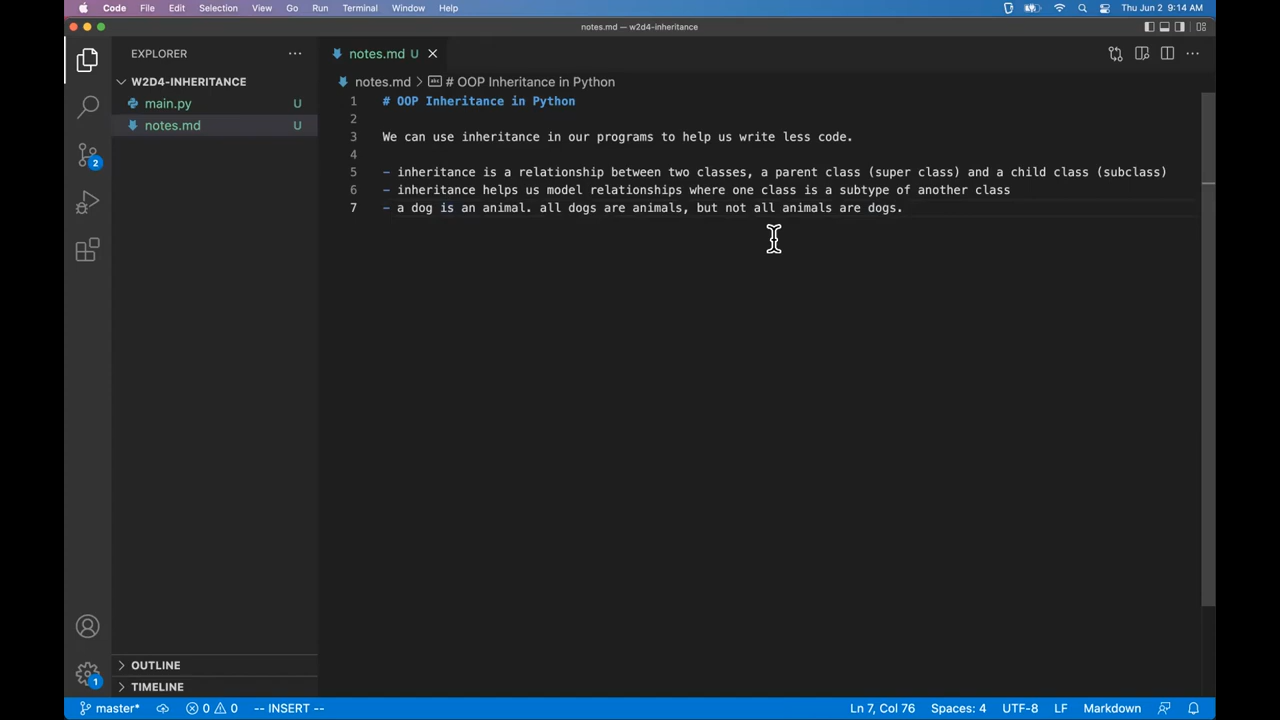 Code File Edit Selection View Go Run Terminal Window Help Thu Jun 2 9:14 AM
notes.md — w2d4-inheritance
EXPLORER
notes.md U
W2D4-INHERITANCE
notes.md > # OOP Inheritance in Python
main.py U
notes.md U
1 # OOP Inheritance in Python
2
3 We can use inheritance in our programs to help us write less code.
4
5 - inheritance is a relationship between two classes, a parent class (super class) and a child class (subclass)
6 - inheritance helps us model relationships where one class is a subtype of another class
7 - a dog is an animal. all dogs are animals, but not all animals are dogs.
2
1
OUTLINE
TIMELINE
master* 0 0 -- INSERT -- Ln 7, Col 76 Spaces: 4 UTF-8 LF Markdown